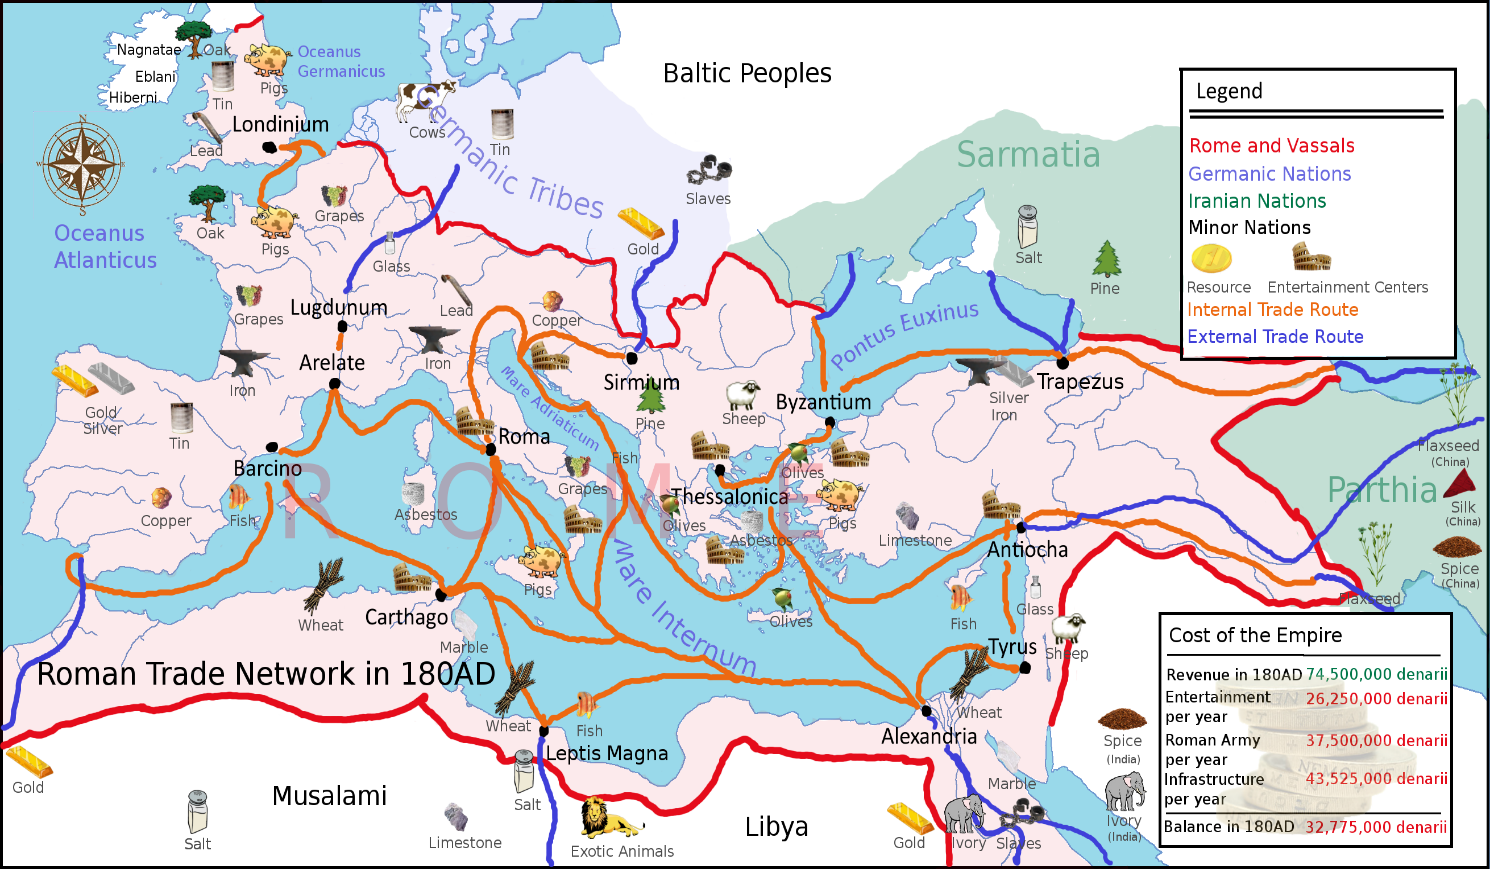 Nagnatae
Eblani
Hiberni
Oak
Tin
Pigs
Oceanus
Germanicus
Lead
Londinium
Cows
Germanic Tribes
Tin
Slaves
Gold
Baltic Peoples
Sarmatia
Salt
Pine
Legend
Rome and Vassals
Germanic Nations
Iranian Nations
Minor Nations
Resource
Entertainment Centers
Internal Trade Route
External Trade Route
N
E
S
W
Oceanus
Atlanticus
Oak
Pigs
Grapes
Glass
Lugdunum
Grapes
Iron
Arelate
Lead
Iron
Copper
Sirmium
Pine
Mare Adriaticum
Pontus Euxinus
Silver
Iron
Trapezus
Sheep
Byzantium
Gold
Silver
Tin
Copper
Barcino
Fish
Asbestos
Roma
Grapes
Fish
Olives
Thessalonica
Asbestos
Olives
Pigs
Limestone
Antiocha
ROME
Parthia
Flaxseed
(China)
Silk
(China)
Spice
(China)
Flaxseed
Wheat
Carthago
Marble
Pigs
Mare Internum
Olives
Fish
Glass
Tyrus
Sheep
Roman Trade Network in 180AD
Wheat
Fish
Leptis Magna
Alexandria
Wheat
Marble
Gold
Musalami
Salt
Limestone
Salt
Exotic Animals
Libya
Gold
Ivory
Slaves
Spice
(India)
Ivory
(India)
Cost of the Empire
Revenue in 180AD 74,500,000 denarii
Entertainment 26,250,000 denarii
per year
Roman Army 37,500,000 denarii
per year
Infrastructure 43,525,000 denarii
per year
Balance in 180AD 32,775,000 denarii